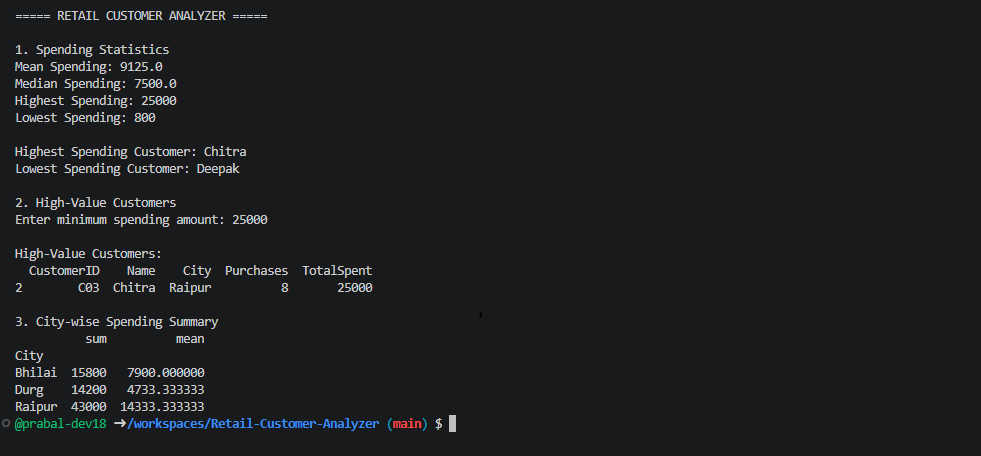 ===== RETAIL CUSTOMER ANALYZER =====
1. Spending Statistics
Mean Spending: 9125.0
Median Spending: 7500.0
Highest Spending: 25000
Lowest Spending: 800
Highest Spending Customer: Chitra
Lowest Spending Customer: Deepak
2. High-Value Customers
Enter minimum spending amount: 25000
High-Value Customers:
  CustomerID    Name    City  Purchases  TotalSpent
2        C03  Chitra  Raipur          8       25000
3. City-wise Spending Summary
          sum          mean
City
Bhilai  15800   7900.000000
Durg    14200   4733.333333
Raipur  43000  14333.333333
@prabal-dev18 ➜/workspaces/Retail-Customer-Analyzer (main) $